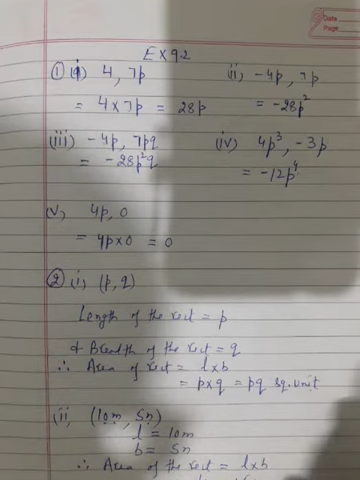 Date
Page
Ex 9.2
① (i) 4, 7p (ii) -4p, 7p
= 4 × 7p = 28p = -28p²
(iii) -4p, 7pq (iv) 4p³, -3p
= -28p²q = -12p⁴
(v) 4p, 0
= 4p×0 = 0
② (i) (p, q)
Length of the rect = p
& Breadth of the rect = q
∴ Area of rect = l×b
= p×q = pq sq. unit
(ii) (10m, 5n)
l = 10m
b = 5n
∴ Area of the rect = l×b